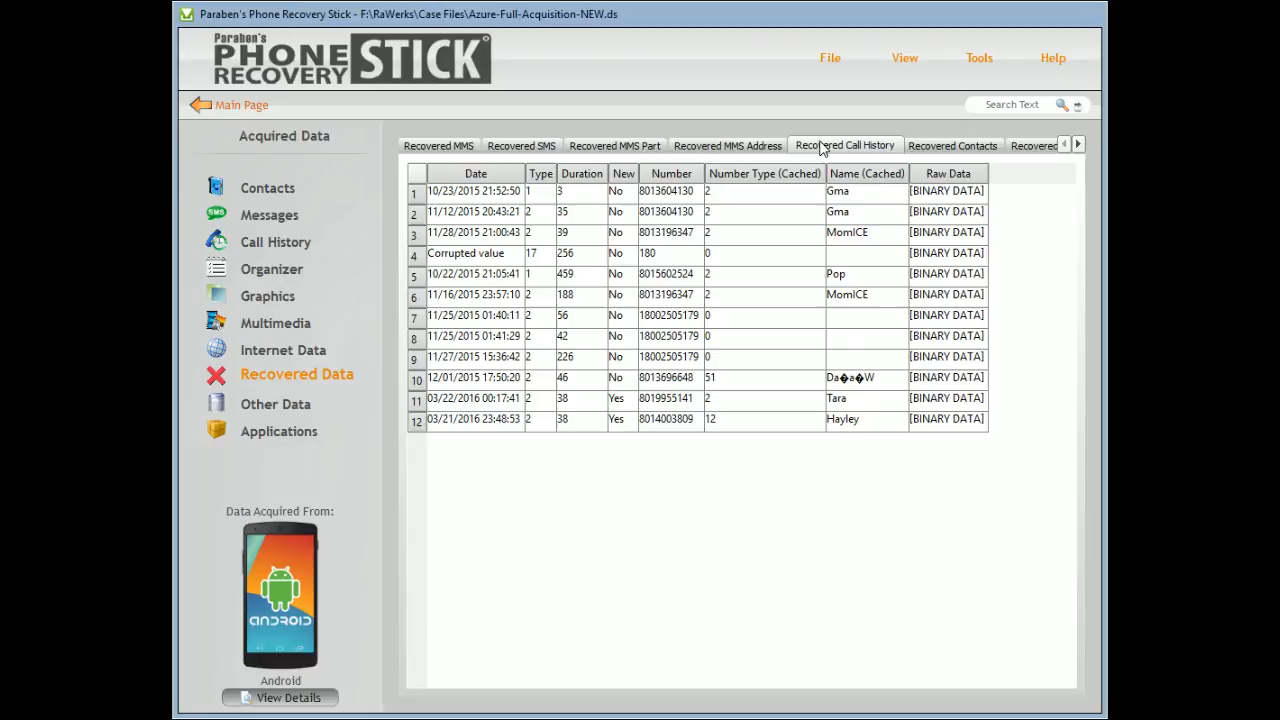 Paraben's Phone Recovery Stick - F:\RaWerks\Case Files\Azure-Full-Acquisition-NEW.ds
Paraben's
PHONE RECOVERY STICK®
File View Tools Help
Main Page
Search Text
Acquired Data
Contacts
Messages
Call History
Organizer
Graphics
Multimedia
Internet Data
Recovered Data
Other Data
Applications
Data Acquired From:
ANDROID
Android
View Details
Recovered MMS Recovered SMS Recovered MMS Part Recovered MMS Address Recovered Call History Recovered Contacts Recovered
Date Type Duration New Number Number Type (Cached) Name (Cached) Raw Data
1 10/23/2015 21:52:50 1 3 No 8013604130 2 Gma [BINARY DATA]
2 11/12/2015 20:43:21 2 35 No 8013604130 2 Gma [BINARY DATA]
3 11/28/2015 21:00:43 2 39 No 8013196347 2 MomICE [BINARY DATA]
4 Corrupted value 17 256 No 180 0 [BINARY DATA]
5 10/22/2015 21:05:41 1 459 No 8015602524 2 Pop [BINARY DATA]
6 11/16/2015 23:57:10 2 188 No 8013196347 2 MomICE [BINARY DATA]
7 11/25/2015 01:40:11 2 56 No 18002505179 0 [BINARY DATA]
8 11/25/2015 01:41:29 2 42 No 18002505179 0 [BINARY DATA]
9 11/27/2015 15:36:42 2 226 No 18002505179 0 [BINARY DATA]
10 12/01/2015 17:50:20 2 46 No 8013696648 51 Da�a�W [BINARY DATA]
11 03/22/2016 00:17:41 2 38 Yes 8019955141 2 Tara [BINARY DATA]
12 03/21/2016 23:48:53 2 38 Yes 8014003809 12 Hayley [BINARY DATA]